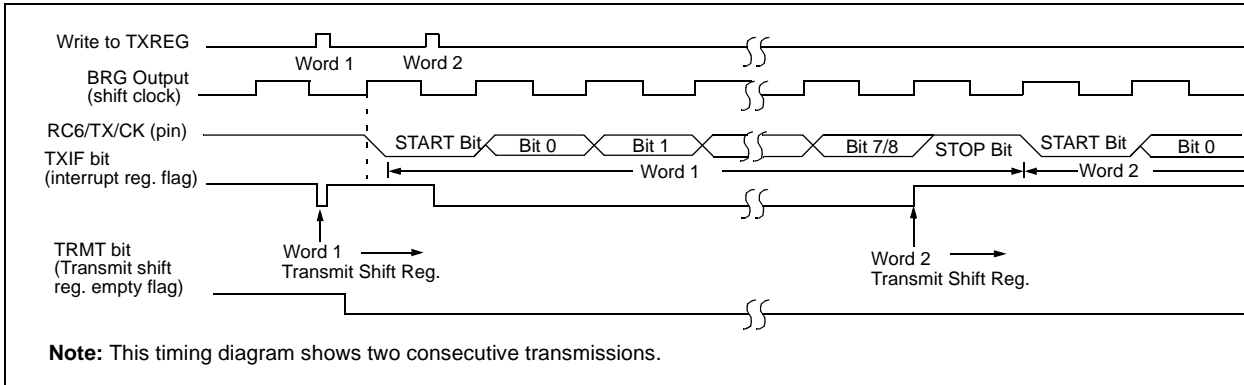 Write to TXREG
Word 1
Word 2
BRG Output
(shift clock)
RC6/TX/CK (pin)
START Bit
Bit 0
Bit 1
Bit 7/8
STOP Bit
START Bit
Bit 0
TXIF bit
(interrupt reg. flag)
Word 1
Word 2
Word 1
Transmit Shift Reg.
Word 2
Transmit Shift Reg.
TRMT bit
(Transmit shift
reg. empty flag)
Note: This timing diagram shows two consecutive transmissions.